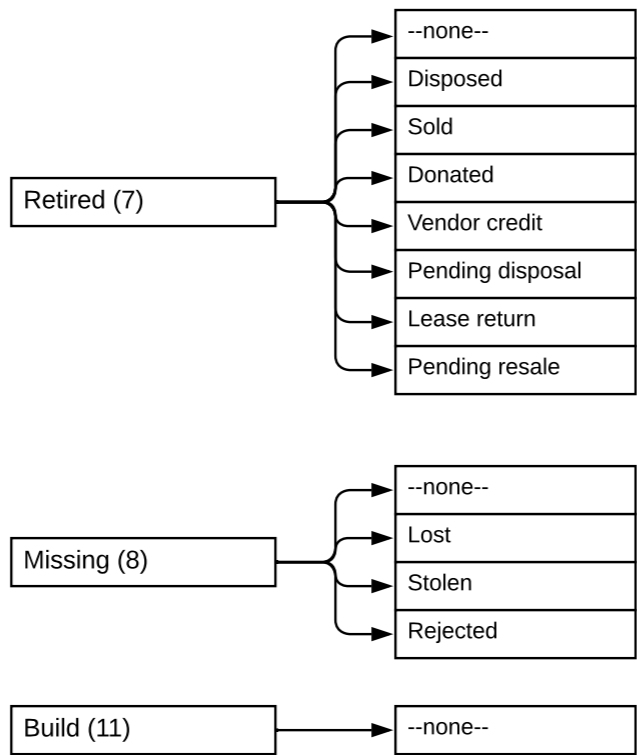 Retired (7)
--none--
Disposed
Sold
Donated
Vendor credit
Pending disposal
Lease return
Pending resale
Missing (8)
--none--
Lost
Stolen
Rejected
Build (11)
--none--